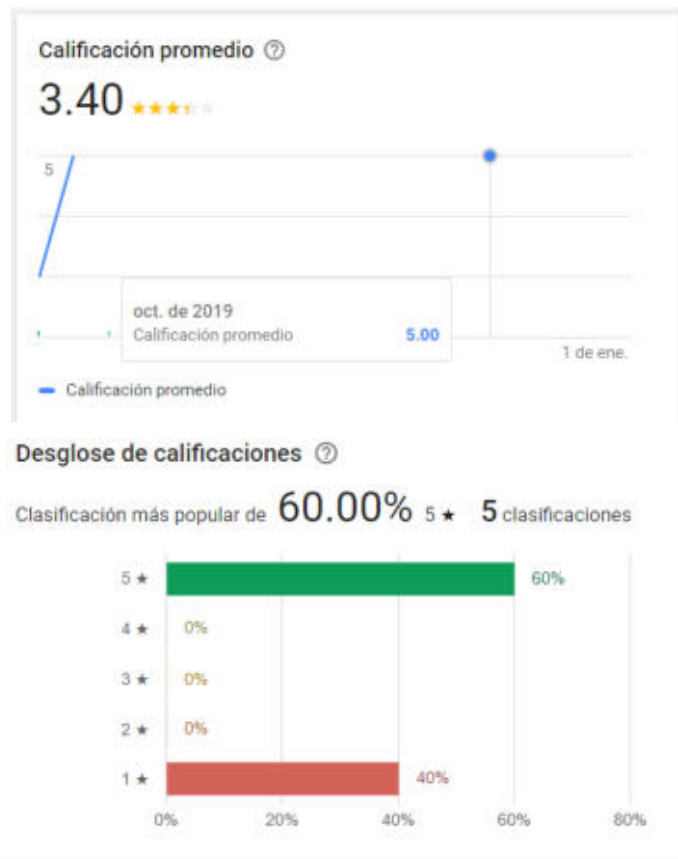 Calificación promedio ?
3.40 ★★★★★
5
oct. de 2019
Calificación promedio 5.00
1 de ene.
Calificación promedio
Desglose de calificaciones ?
Clasificación más popular de 60.00% 5 ★ 5 clasificaciones
5 ★ 60%
4 ★ 0%
3 ★ 0%
2 ★ 0%
1 ★ 40%
0% 20% 40% 60% 80%